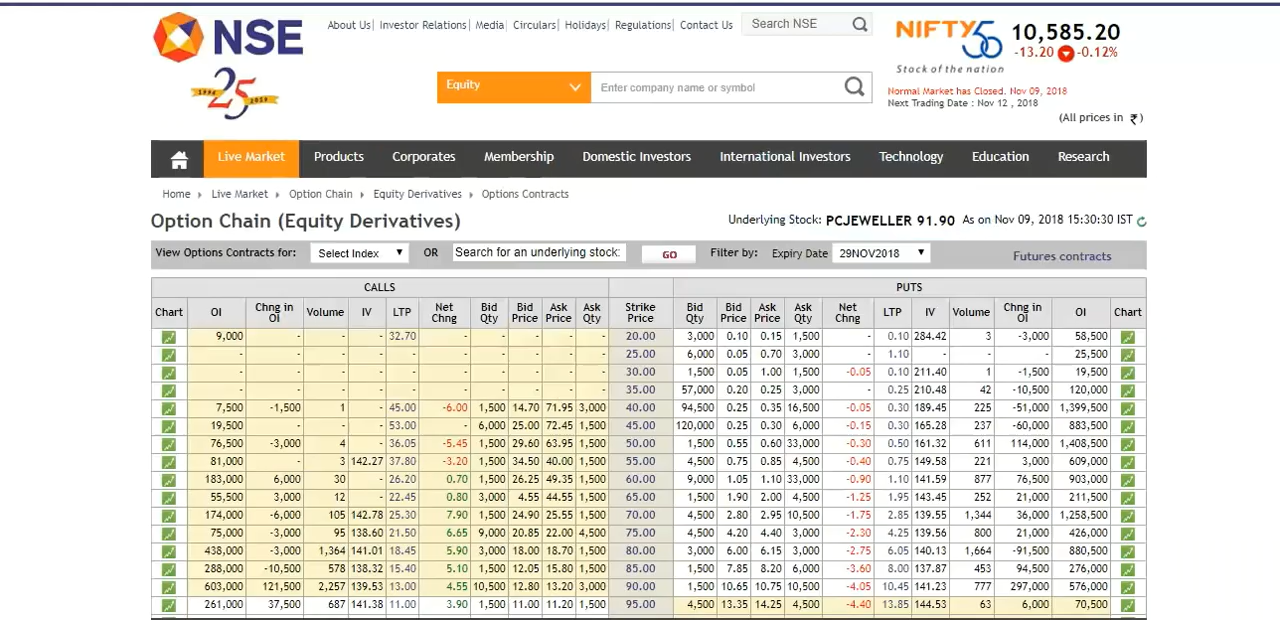 NSE
1994 25 2019
About Us| Investor Relations| Media| Circulars| Holidays| Regulations| Contact Us
Search NSE
Equity
Enter company name or symbol
NIFTY50
Stock of the nation
10,585.20
-13.20 -0.12%
Normal Market has Closed. Nov 09, 2018
Next Trading Date : Nov 12 , 2018
(All prices in ₹)
Live Market Products Corporates Membership Domestic Investors International Investors Technology Education Research
Home Live Market Option Chain Equity Derivatives Options Contracts
Option Chain (Equity Derivatives)
Underlying Stock: PCJEWELLER 91.90 As on Nov 09, 2018 15:30:30 IST
View Options Contracts for: Select Index OR Search for an underlying stock: GO Filter by: Expiry Date 29NOV2018 Futures contracts
CALLS PUTS
Chart OI Chng in OI Volume IV LTP Net Chng Bid Qty Bid Price Ask Price Ask Qty Strike Price Bid Qty Bid Price Ask Price Ask Qty Net Chng LTP IV Volume Chng in OI OI Chart
9,000 - - - 32.70 - - - - - 20.00 3,000 0.10 0.15 1,500 - 0.10 284.42 3 -3,000 58,500
- - - - - - - - - - 25.00 6,000 0.05 0.70 3,000 - 1.10 - - - 25,500
- - - - - - - - - - 30.00 1,500 0.05 1.00 1,500 -0.05 0.10 211.40 1 -1,500 19,500
- - - - - - - - - - 35.00 57,000 0.20 0.25 3,000 - 0.25 210.48 42 -10,500 120,000
7,500 -1,500 1 - 45.00 -6.00 1,500 14.70 71.95 3,000 40.00 94,500 0.25 0.35 16,500 -0.05 0.30 189.45 225 -51,000 1,399,500
19,500 - - - 53.00 - 6,000 25.00 72.45 1,500 45.00 120,000 0.25 0.30 6,000 -0.15 0.30 165.28 237 -60,000 883,500
76,500 -3,000 4 - 36.05 -5.45 1,500 29.60 63.95 1,500 50.00 1,500 0.55 0.60 33,000 -0.30 0.50 161.32 611 114,000 1,408,500
81,000 - 3 142.27 37.80 -3.20 1,500 34.50 40.00 1,500 55.00 4,500 0.75 0.85 4,500 -0.40 0.75 149.58 221 3,000 609,000
183,000 6,000 30 - 26.20 0.70 1,500 26.25 49.35 1,500 60.00 9,000 1.05 1.10 33,000 -0.90 1.10 141.59 877 76,500 903,000
55,500 3,000 12 - 22.45 0.80 3,000 4.55 44.55 1,500 65.00 1,500 1.90 2.00 4,500 -1.25 1.95 143.45 252 21,000 211,500
174,000 -6,000 105 142.78 25.30 7.90 1,500 24.90 25.55 1,500 70.00 4,500 2.80 2.95 10,500 -1.75 2.85 139.55 1,344 36,000 1,258,500
75,000 -3,000 95 138.60 21.50 6.65 9,000 20.85 22.00 4,500 75.00 4,500 4.20 4.40 3,000 -2.30 4.25 139.56 800 21,000 426,000
438,000 -3,000 1,364 141.01 18.45 5.90 3,000 18.00 18.70 1,500 80.00 3,000 6.00 6.15 3,000 -2.75 6.05 140.13 1,664 -91,500 880,500
288,000 -10,500 578 138.32 15.40 5.10 1,500 12.05 15.80 1,500 85.00 1,500 7.85 8.20 6,000 -3.60 8.00 137.87 453 94,500 276,000
603,000 121,500 2,257 139.53 13.00 4.55 10,500 12.80 13.20 3,000 90.00 1,500 10.65 10.75 10,500 -4.05 10.45 141.23 777 297,000 576,000
261,000 37,500 687 141.38 11.00 3.90 1,500 11.00 11.20 1,500 95.00 4,500 13.35 14.25 4,500 -4.40 13.85 144.53 63 6,000 70,500